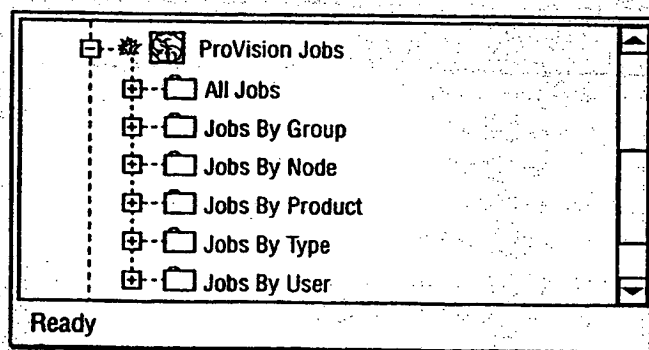 ProVision Jobs
All Jobs
Jobs By Group
Jobs By Node
Jobs By Product
Jobs By Type
Jobs By User
Ready